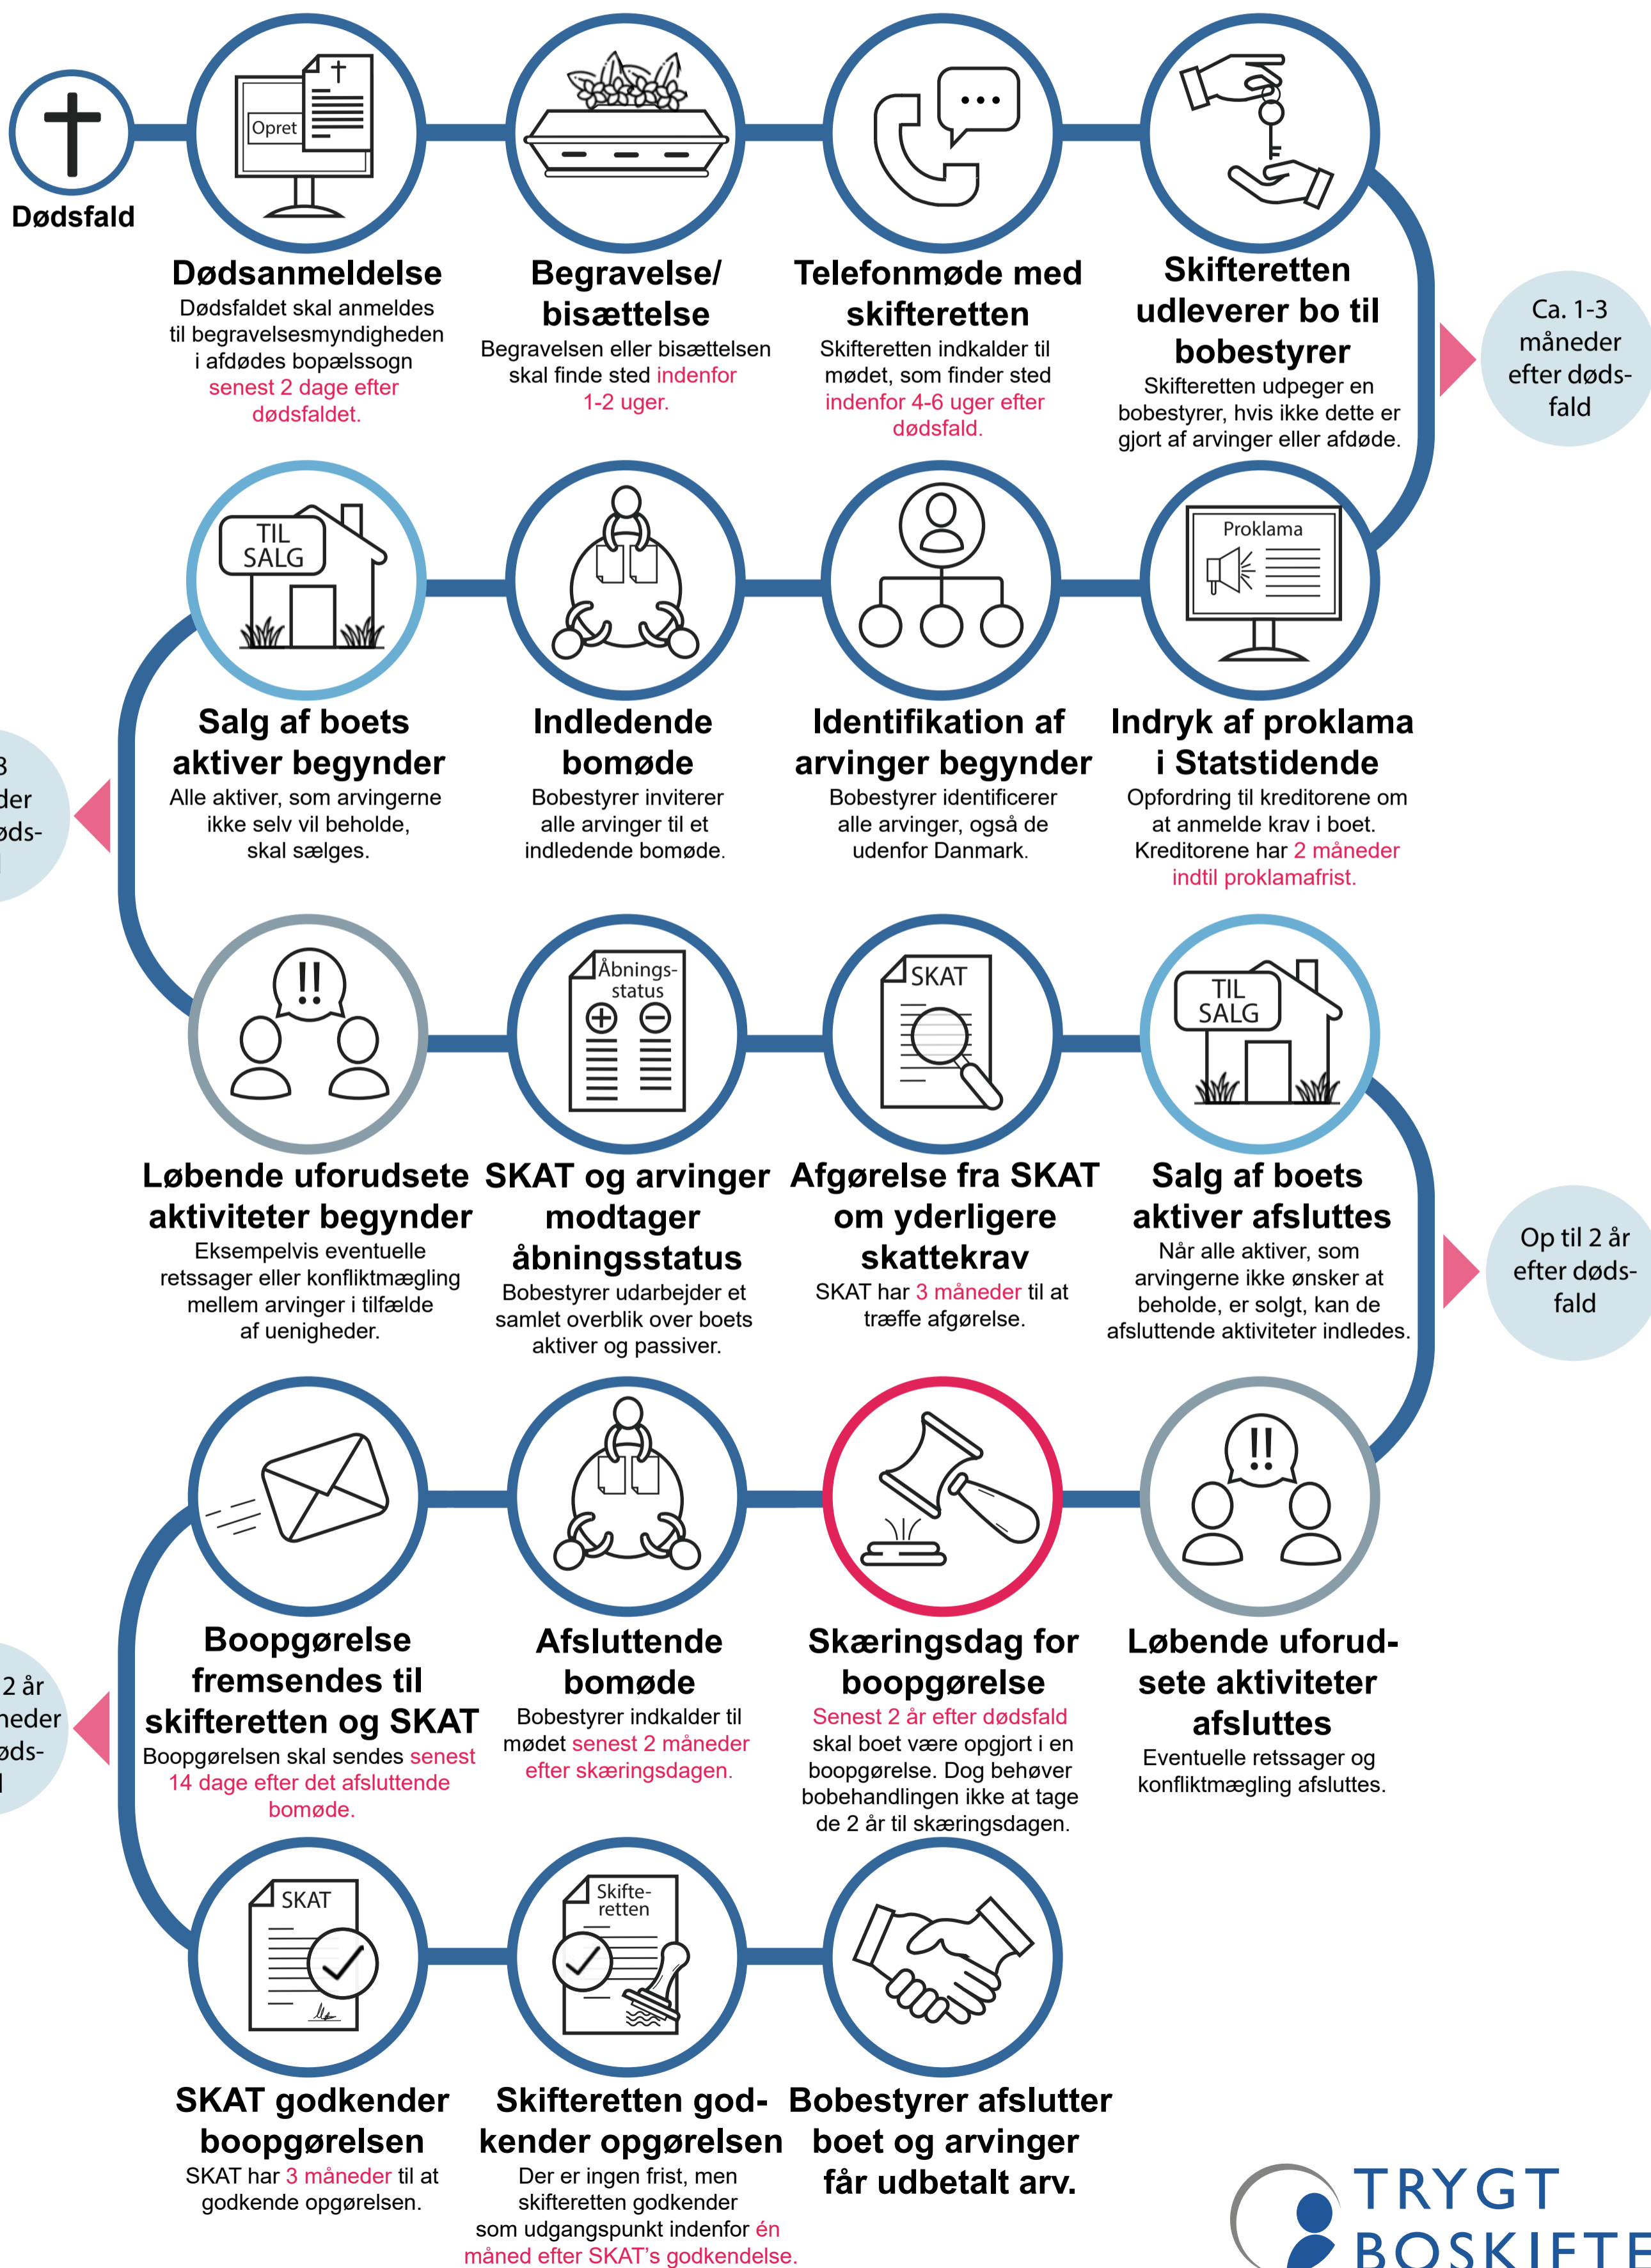 Opret
Dødsfald
Dødsanmeldelse
Dødsfaldet skal anmeldes
til begravelsesmyndigheden
i afdødes bopælssogn
senest 2 dage efter
dødsfaldet.
Begravelse/
bisættelse
Begravelsen eller bisættelsen
skal finde sted indenfor
1-2 uger.
Telefonmøde med
skifteretten
Skifteretten indkalder til
mødet, som finder sted
indenfor 4-6 uger efter
dødsfald.
Skifteretten
udleverer bo til
bobestyrer
Skifteretten udpeger en
bobestyrer, hvis ikke dette er
gjort af arvinger eller afdøde.
Ca. 1-3
måneder
efter døds-
fald
Proklama
Indryk af proklama
i Statstidende
Opfordring til kreditorene om
at anmelde krav i boet.
Kreditorene har 2 måneder
indtil proklamafrist.
Identifikation af
arvinger begynder
Bobestyrer identificerer
alle arvinger, også de
udenfor Danmark.
Indledende
bomøde
Bobestyrer inviterer
alle arvinger til et
indledende bomøde.
TIL
SALG
Salg af boets
aktiver begynder
Alle aktiver, som arvingerne
ikke selv vil beholde,
skal sælges.
!!
Løbende uforudsete
aktiviteter begynder
Eksempelvis eventuelle
retssager eller konfliktmægling
mellem arvinger i tilfælde
af uenigheder.
Åbnings-
status
SKAT og arvinger
modtager
åbningsstatus
Bobestyrer udarbejder et
samlet overblik over boets
aktiver og passiver.
SKAT
Afgørelse fra SKAT
om yderligere
skattekrav
SKAT har 3 måneder til at
træffe afgørelse.
TIL
SALG
Salg af boets
aktiver afsluttes
Når alle aktiver, som
arvingerne ikke ønsker at
beholde, er solgt, kan de
afsluttende aktiviteter indledes.
Op til 2 år
efter døds-
fald
!!
Løbende uforud-
sete aktiviteter
afsluttes
Eventuelle retssager og
konfliktmægling afsluttes.
Skæringsdag for
boopgørelse
Senest 2 år efter dødsfald
skal boet være opgjort i en
boopgørelse. Dog behøver
bobehandlingen ikke at tage
de 2 år til skæringsdagen.
Afsluttende
bomøde
Bobestyrer indkalder til
mødet senest 2 måneder
efter skæringsdagen.
Boopgørelse
fremsendes til
skifteretten og SKAT
Boopgørelsen skal sendes senest
14 dage efter det afsluttende
bomøde.
2 år
SKAT
SKAT godkender
boopgørelsen
SKAT har 3 måneder til at
godkende opgørelsen.
Skifte-
retten
Skifteretten god-
kender opgørelsen
Der er ingen frist, men
skifteretten godkender
som udgangspunkt indenfor én
måned efter SKAT's godkendelse.
Bobestyrer afslutter
boet og arvinger
får udbetalt arv.
TRYGT
BOSKIFTE